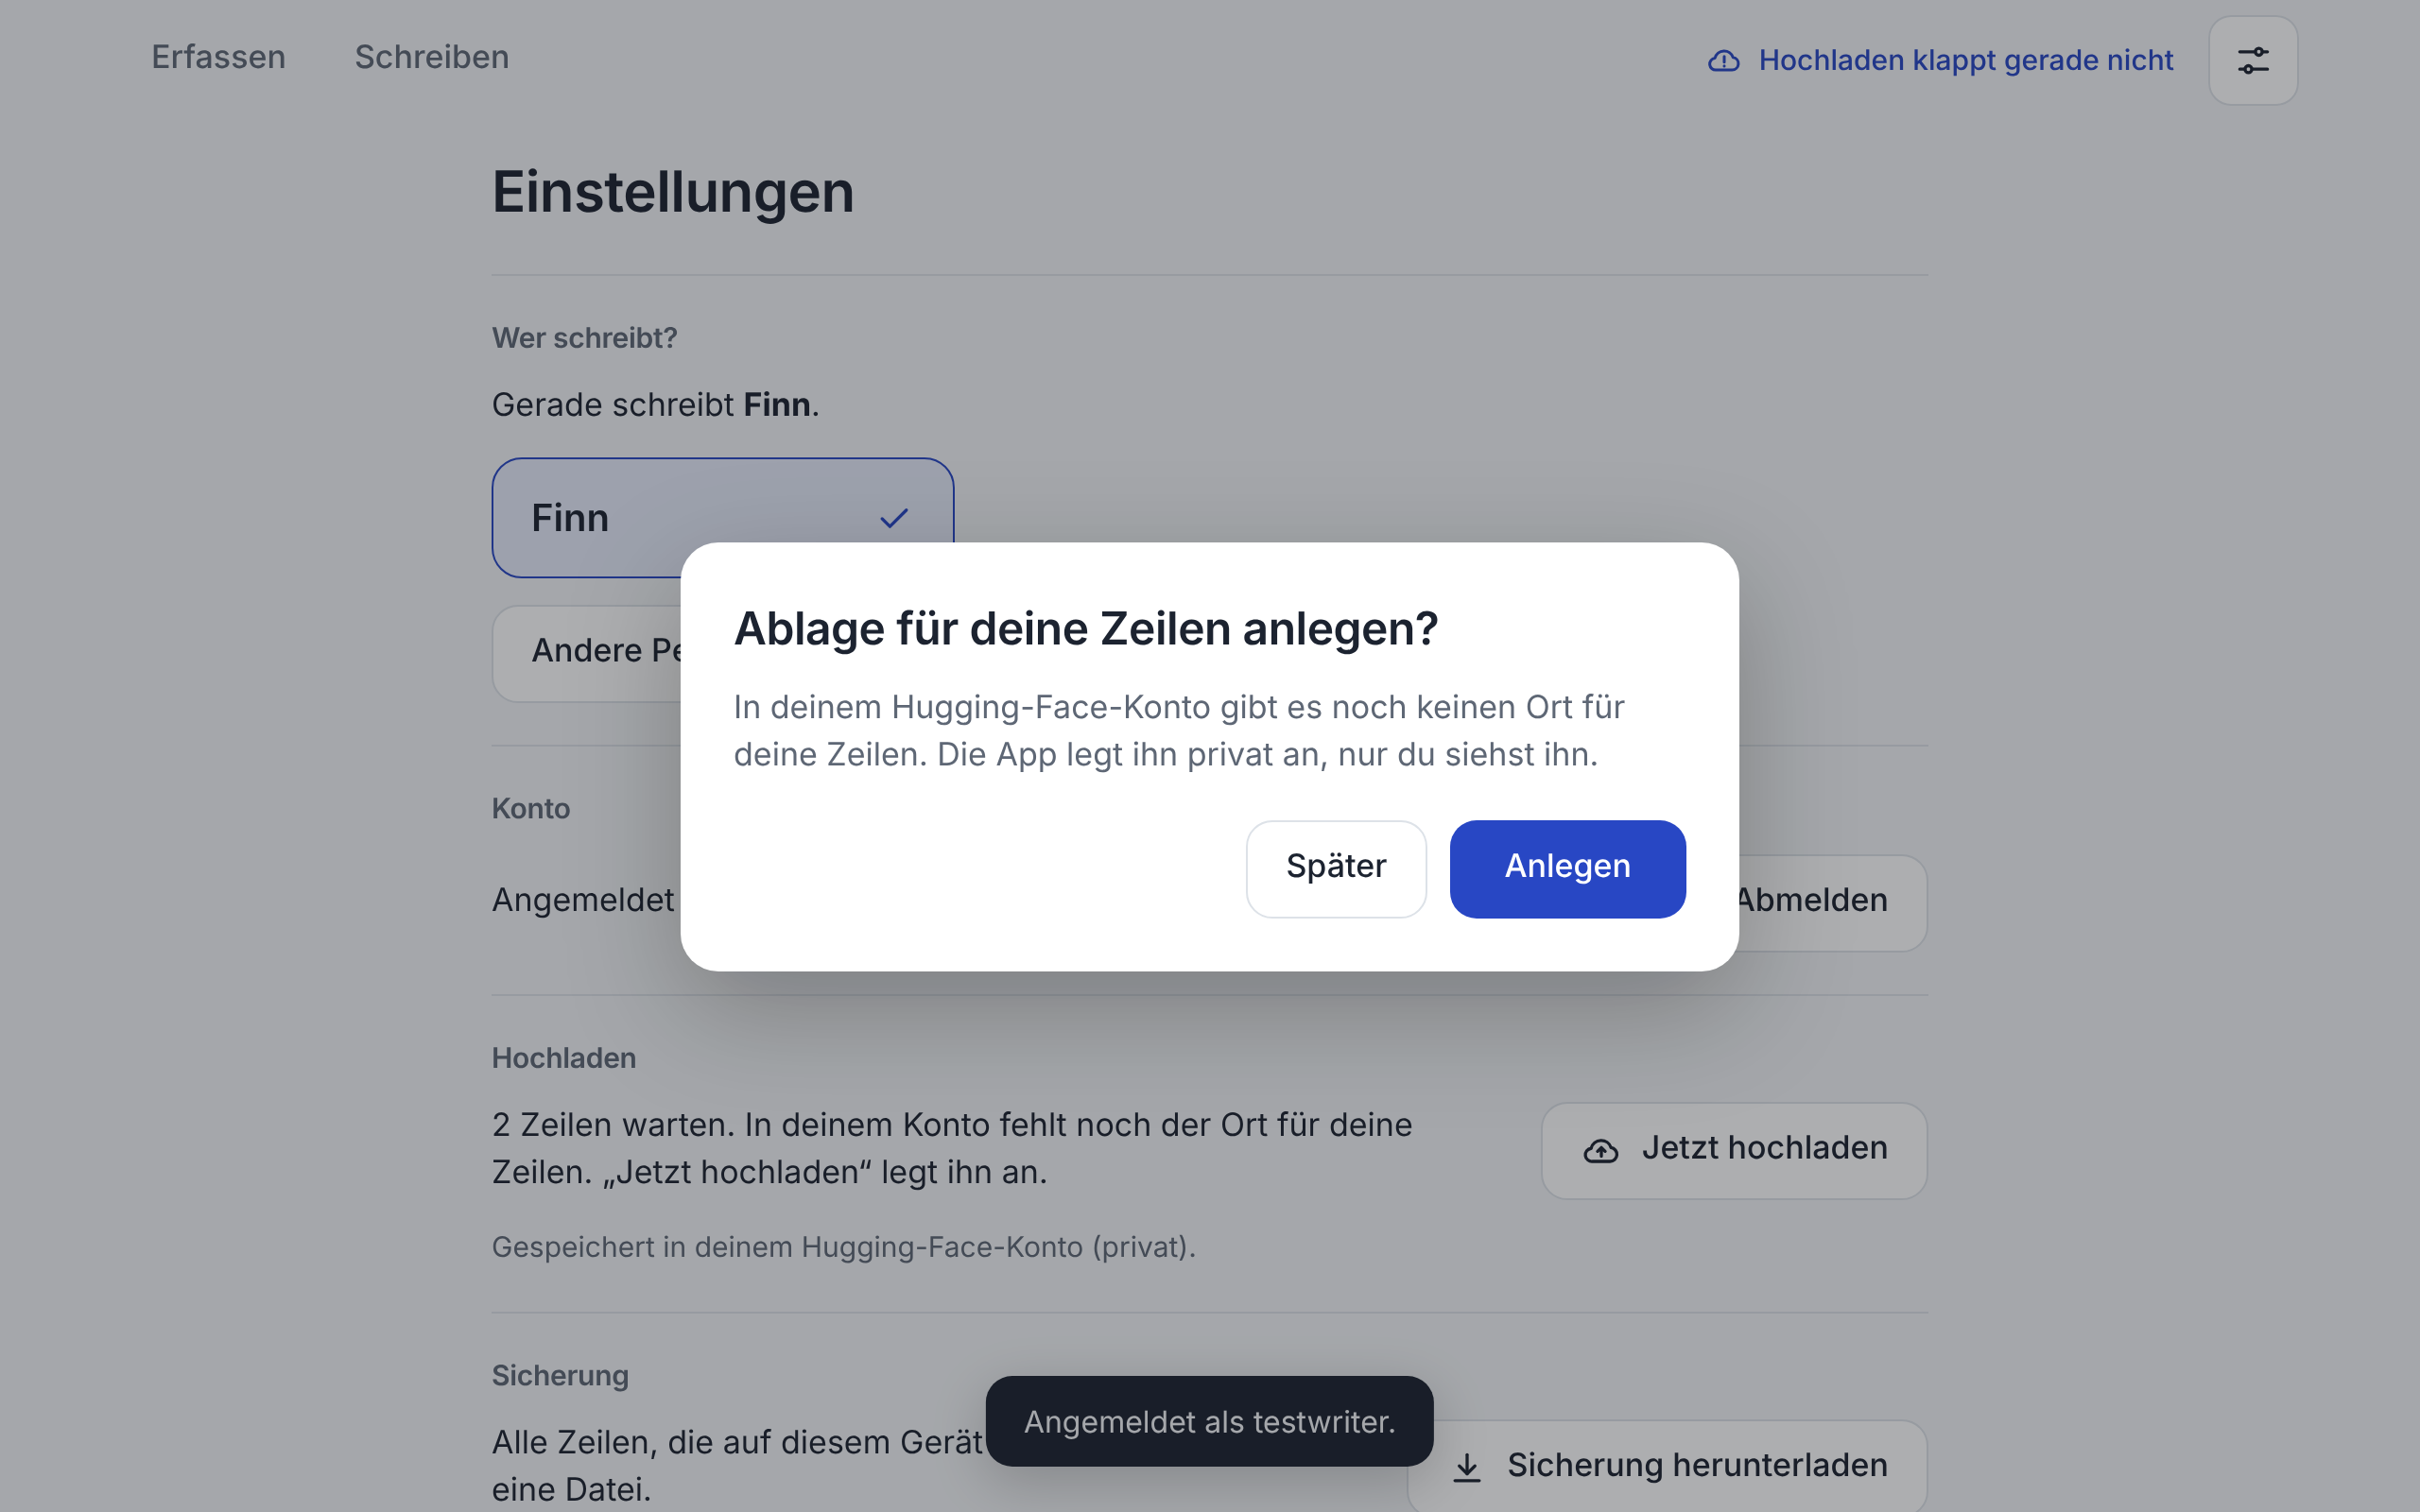 Erfassen
Schreiben
Hochladen klappt gerade nicht
Einstellungen
Wer schreibt?
Gerade schreibt Finn.
Finn
Andere
Ablage für deine Zeilen anlegen?
In deinem Hugging-Face-Konto gibt es noch keinen Ort für
deine Zeilen. Die App legt ihn privat an, nur du siehst ihn.
Später
Anlegen
Konto
Angemeldet
Abmelden
Hochladen
2 Zeilen warten. In deinem Konto fehlt noch der Ort für deine
Zeilen. „Jetzt hochladen“ legt ihn an.
Jetzt hochladen
Gespeichert in deinem Hugging-Face-Konto (privat).
Sicherung
Alle Zeilen, die auf diesem Gerät
eine Datei.
Angemeldet als testwriter.
Sicherung herunterladen